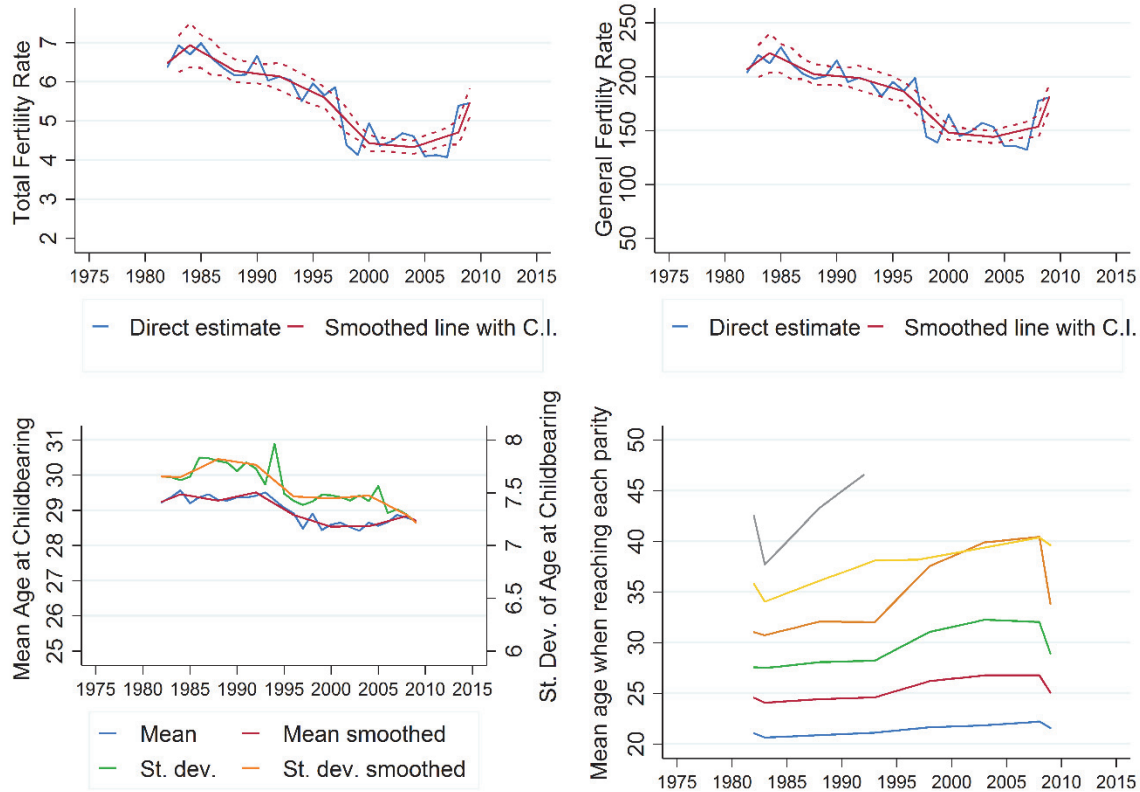 Total Fertility Rate
7
6
5
4
3
2
1975 1980 1985 1990 1995 2000 2005 2010 2015
Direct estimate Smoothed line with C.I.
General Fertility Rate
250
200
150
100
50
1975 1980 1985 1990 1995 2000 2005 2010 2015
Direct estimate Smoothed line with C.I.
Mean Age at Childbearing
31
30
29
28
27
26
25
St. Dev. of Age at Childbearing
8
7.5
7
6.5
6
1975 1980 1985 1990 1995 2000 2005 2010 2015
Mean Mean smoothed
St. dev. St. dev. smoothed
Mean age when reaching each parity
50
45
40
35
30
25
20
1975 1980 1985 1990 1995 2000 2005 2010 2015